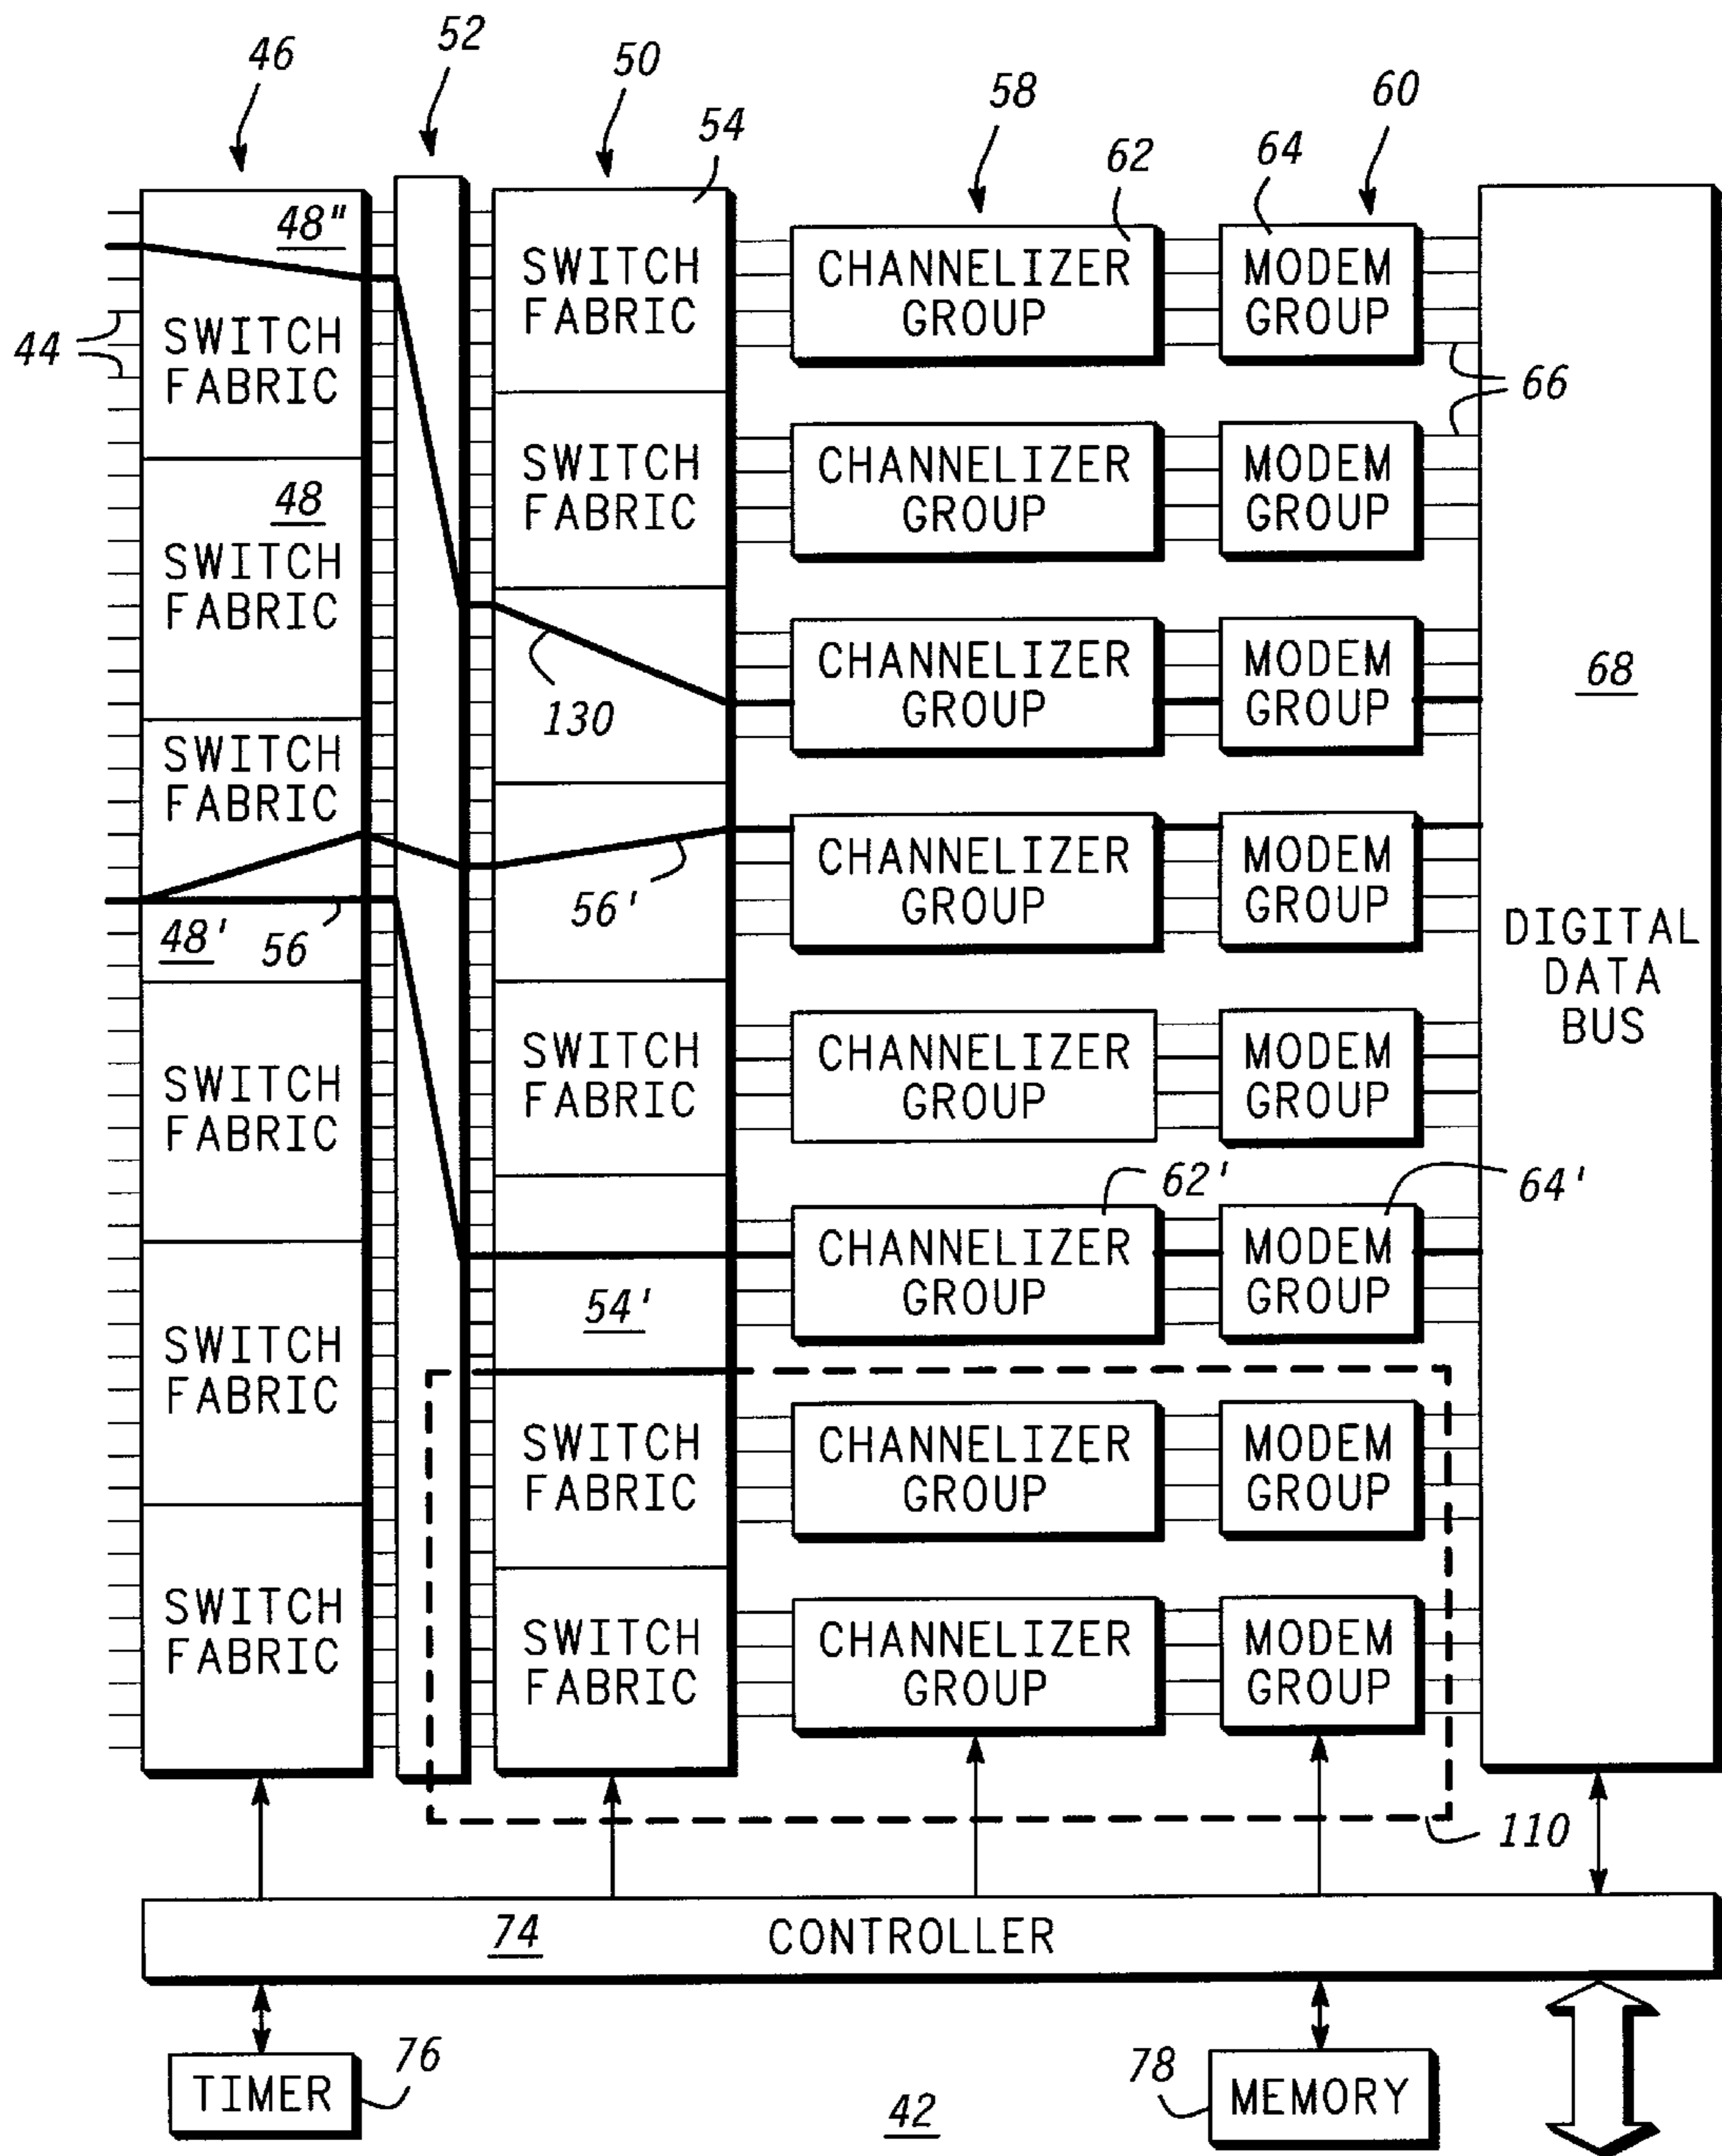 46
52
50
58
60
54
62
64
48"
SWITCH
FABRIC
SWITCH
FABRIC
CHANNELIZER
GROUP
MODEM
GROUP
44
66
48
SWITCH
FABRIC
SWITCH
FABRIC
CHANNELIZER
GROUP
MODEM
GROUP
130
CHANNELIZER
GROUP
MODEM
GROUP
68
SWITCH
FABRIC
48'
56
56'
CHANNELIZER
GROUP
MODEM
GROUP
DIGITAL
DATA
BUS
SWITCH
FABRIC
SWITCH
FABRIC
CHANNELIZER
GROUP
MODEM
GROUP
62'
64'
SWITCH
FABRIC
54'
CHANNELIZER
GROUP
MODEM
GROUP
SWITCH
FABRIC
CHANNELIZER
GROUP
MODEM
GROUP
SWITCH
FABRIC
SWITCH
FABRIC
CHANNELIZER
GROUP
MODEM
GROUP
110
74 CONTROLLER
TIMER
76
42
78
MEMORY